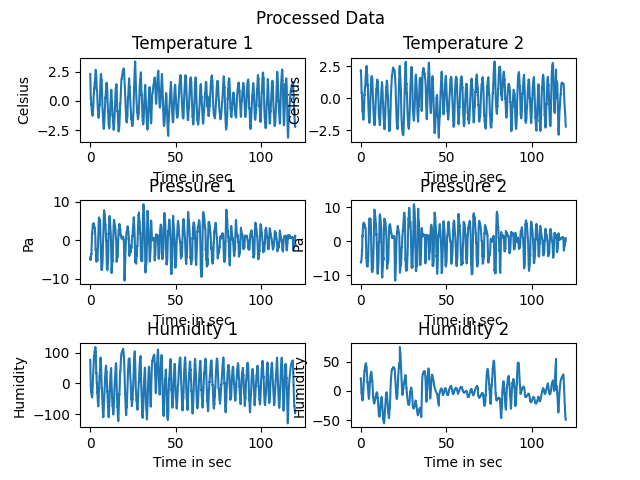 Processed Data
Temperature 1
Temperature 2
2.5
0.0
−2.5
Celsius
0
50
100
Time in sec
2.5
0.0
−2.5
Celsius
0
50
100
Time in sec
Pressure 1
Pressure 2
10
0
−10
Pa
0
50
100
Time in sec
10
0
−10
Pa
0
50
100
Time in sec
Humidity 1
Humidity 2
100
0
−100
Humidity
0
50
100
Time in sec
50
0
−50
Humidity
0
50
100
Time in sec